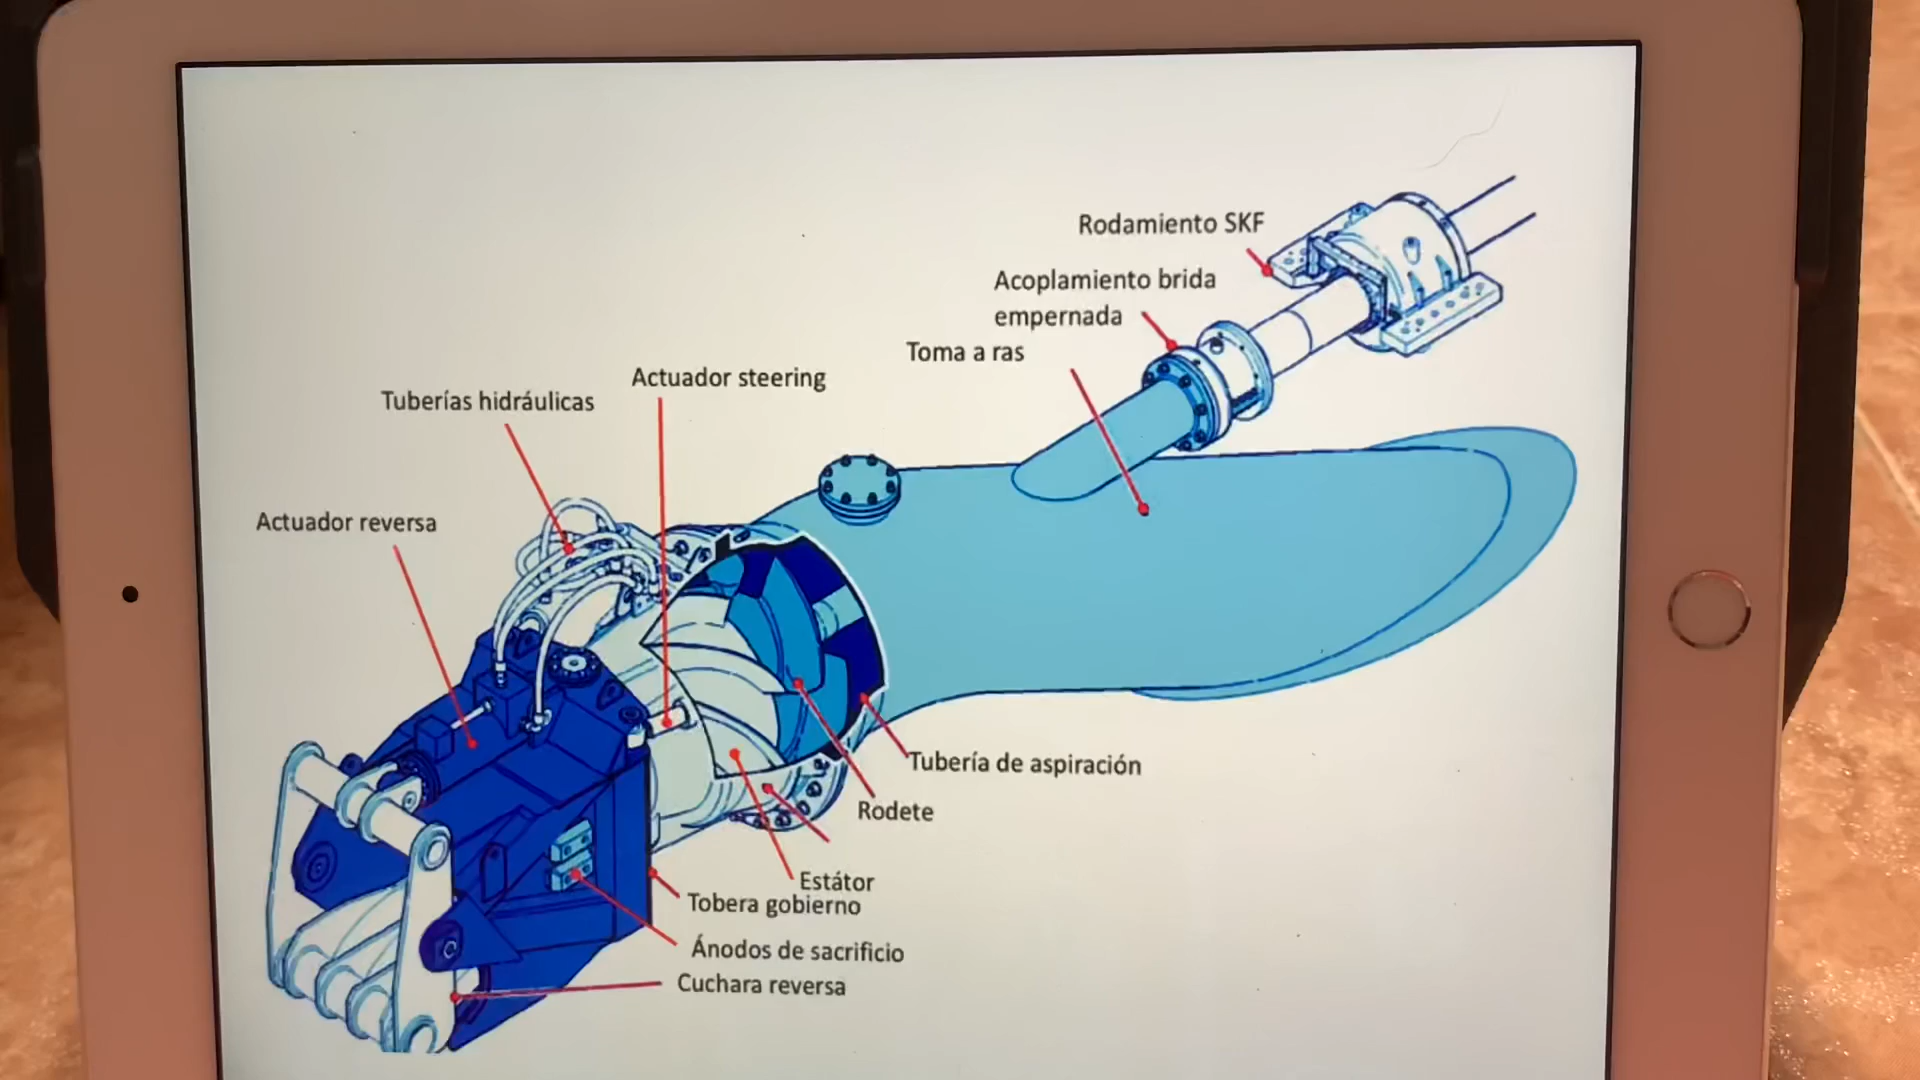 Rodamiento SKF
Acoplamiento brida
empernada
Toma a ras
Actuador steering
Tuberías hidráulicas
Actuador reversa
Tubería de aspiración
Rodete
Estátor
Tobera gobierno
Ánodos de sacrificio
Cuchara reversa